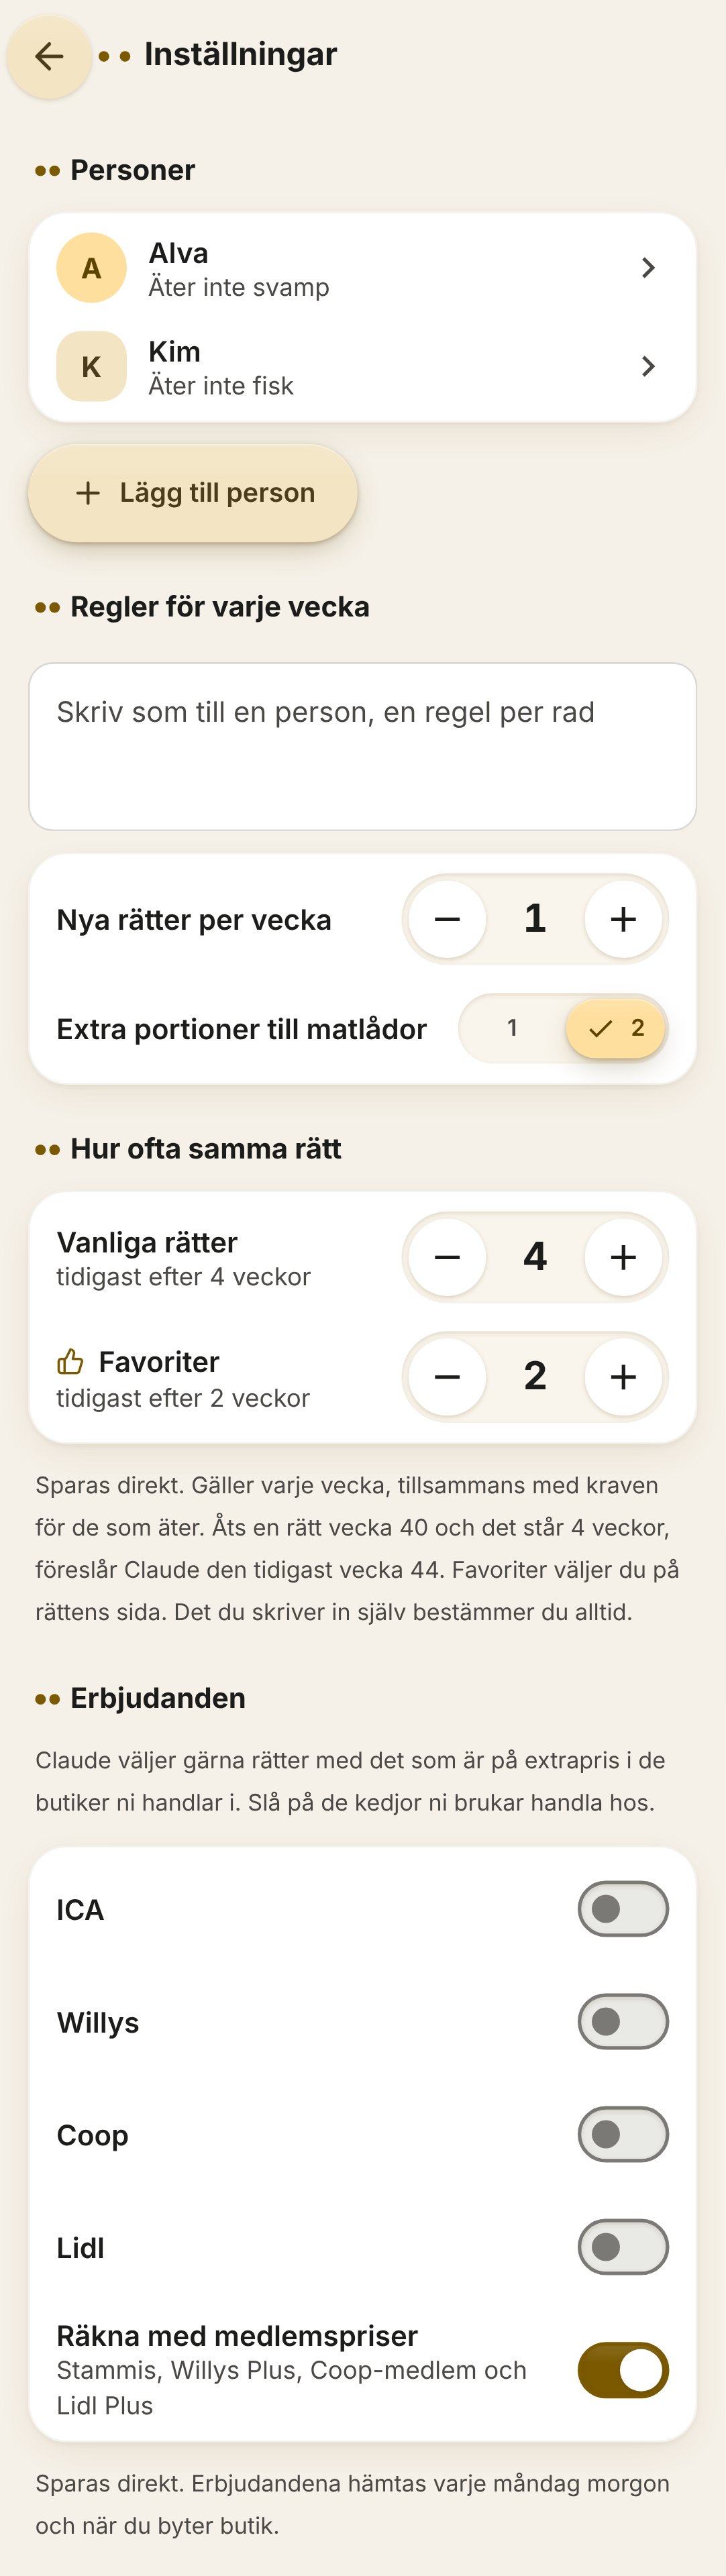 Inställningar
Personer
A
Alva
Äter inte svamp
K
Kim
Äter inte fisk
Lägg till person
Regler för varje vecka
Skriv som till en person, en regel per rad
Nya rätter per vecka
1
Extra portioner till matlådor
1
2
Hur ofta samma rätt
Vanliga rätter
tidigast efter 4 veckor
4
Favoriter
tidigast efter 2 veckor
2
Sparas direkt. Gäller varje vecka, tillsammans med kraven
för de som äter. Åts en rätt vecka 40 och det står 4 veckor,
föreslår Claude den tidigast vecka 44. Favoriter väljer du på
rättens sida. Det du skriver in själv bestämmer du alltid.
Erbjudanden
Claude väljer gärna rätter med det som är på extrapris i de
butiker ni handlar i. Slå på de kedjor ni brukar handla hos.
ICA
Willys
Coop
Lidl
Räkna med medlemspriser
Stammis, Willys Plus, Coop-medlem och
Lidl Plus
Sparas direkt. Erbjudandena hämtas varje måndag morgon
och när du byter butik.